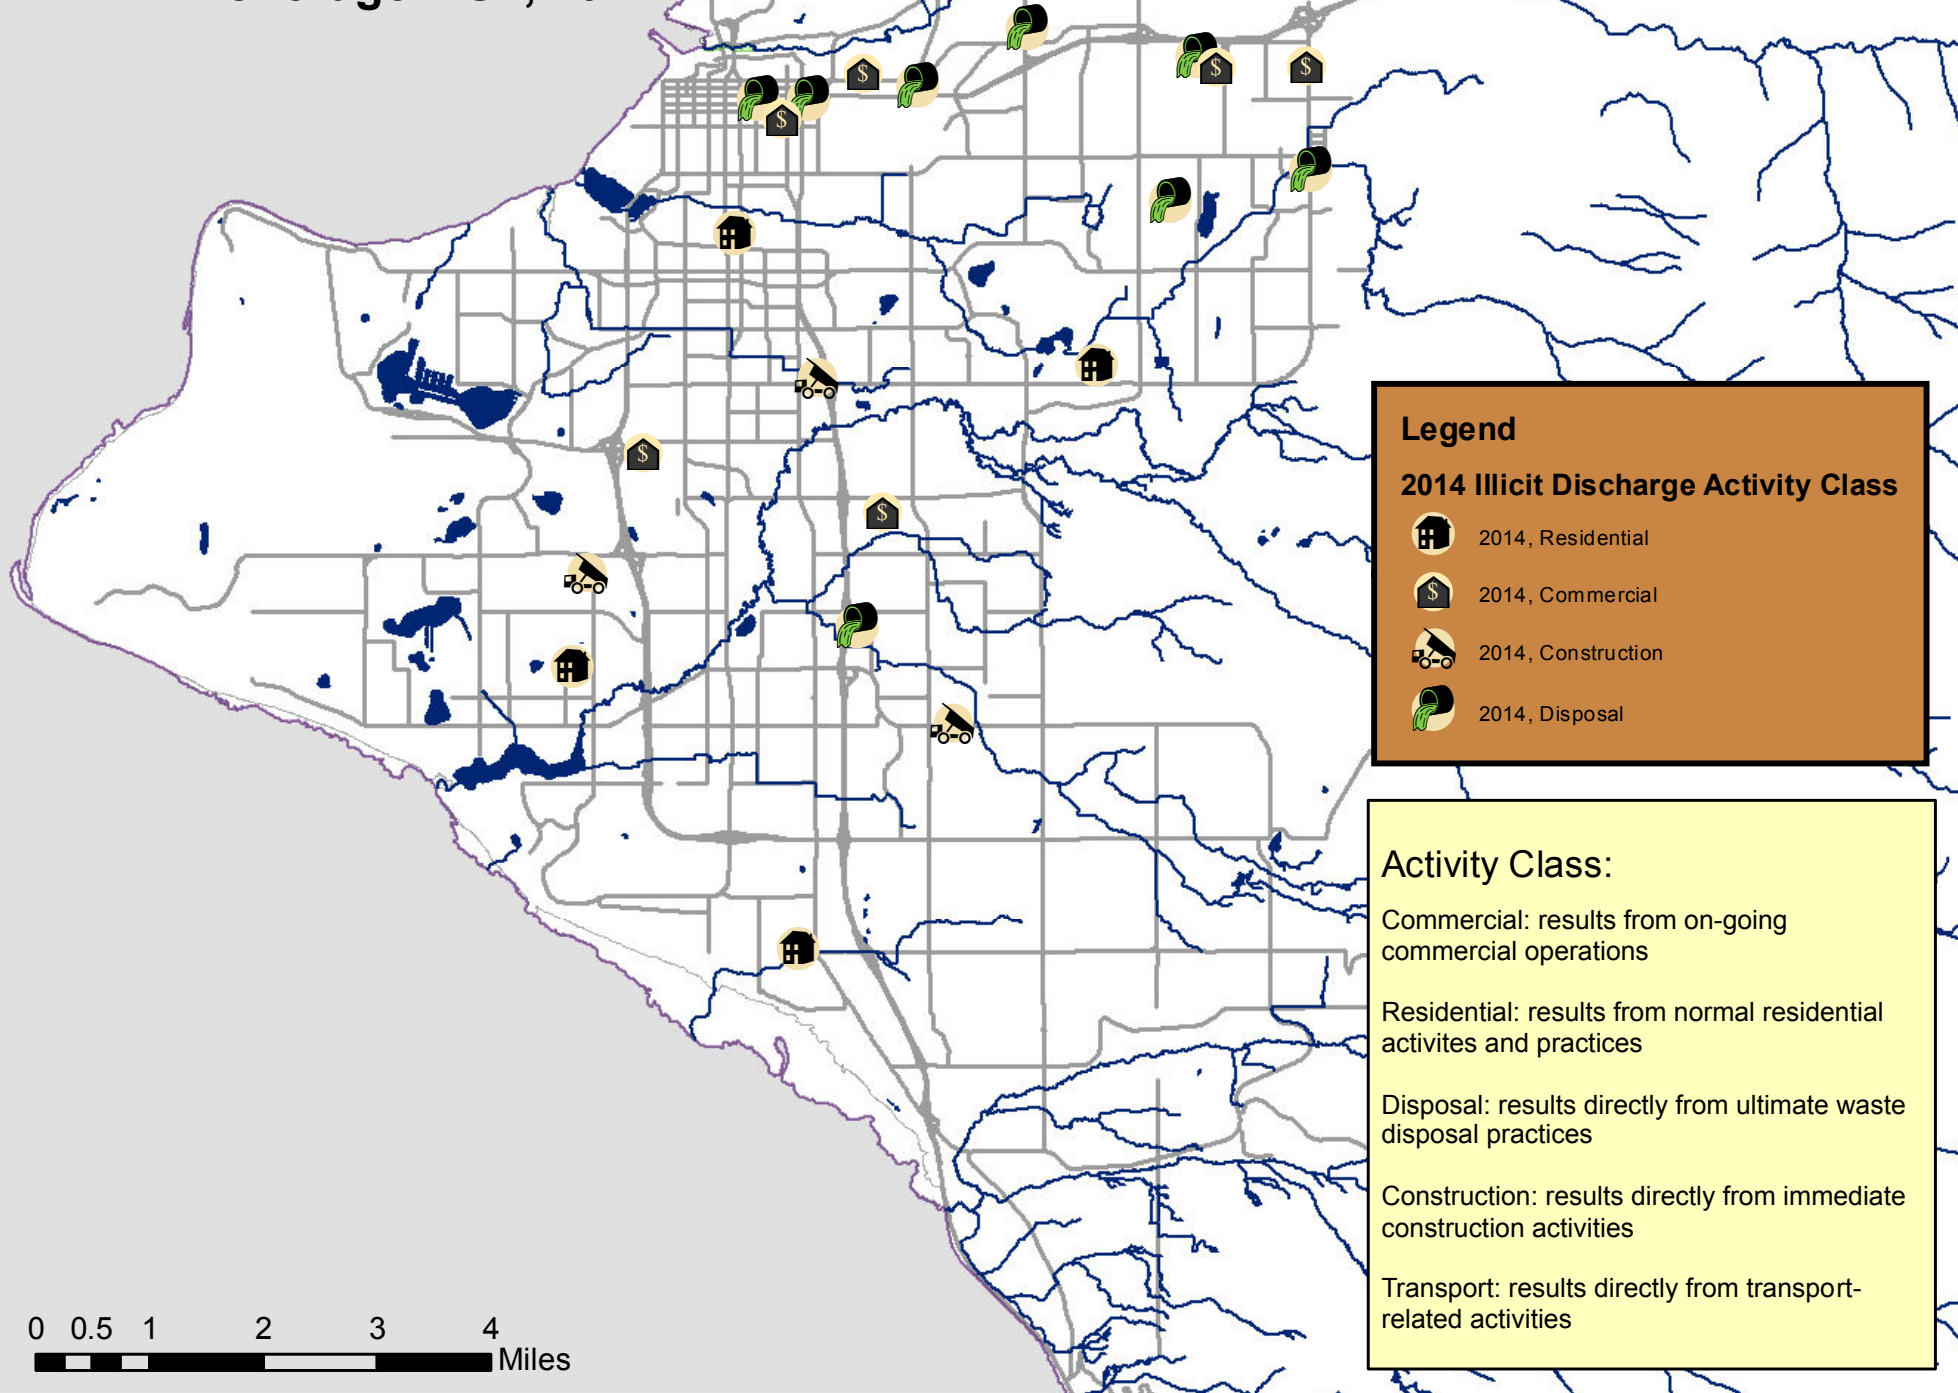 Legend
2014 Illicit Discharge Activity Class
$ 2014, Residential
2014, Commercial
2014, Construction
2014, Disposal
Activity Class:
Commercial: results from on-going
commercial operations
Residential: results from normal residential
activites and practices
Disposal: results directly from ultimate waste
disposal practices
Construction: results directly from immediate
construction activities
Transport: results directly from transport-
related activities
0 0.5 1 2 3 4
Miles